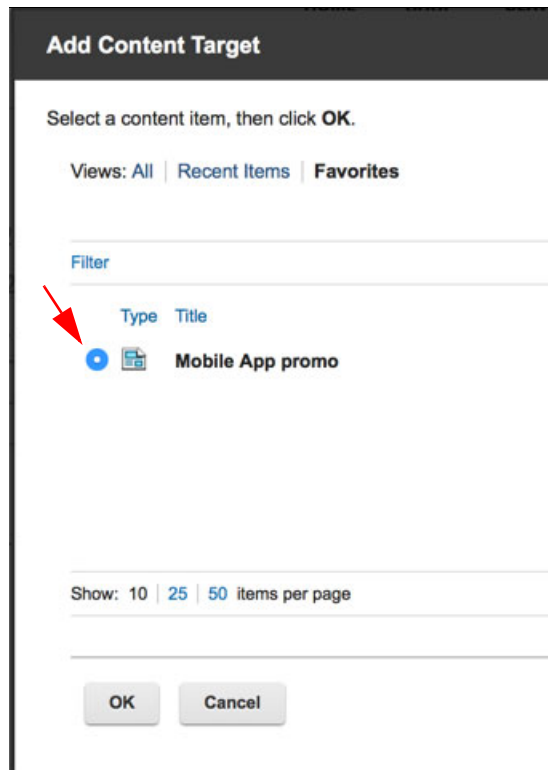 Add Content Target
Select a content item, then click OK.
Views: All | Recent Items | Favorites
Filter
Type Title
Mobile App promo
Show: 10 | 25 | 50 items per page
OK Cancel